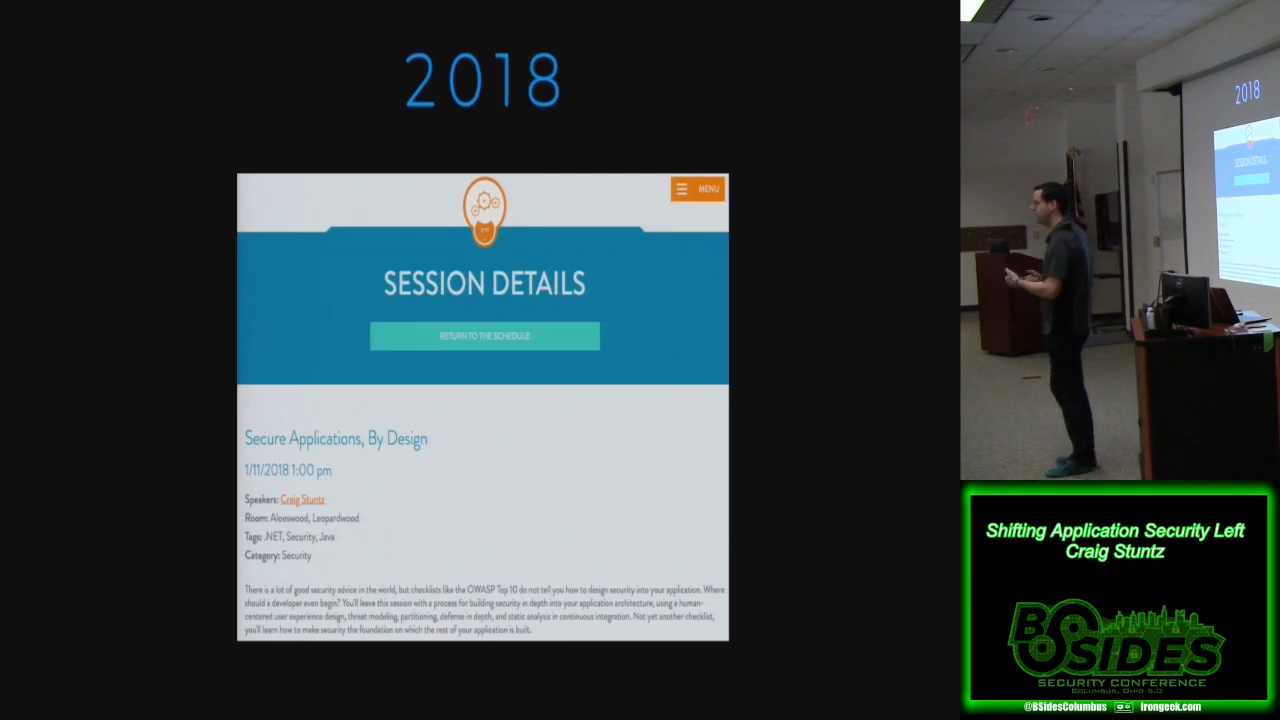 2018
MENU
SESSION DETAILS
RETURN TO THE SCHEDULE
Secure Applications, By Design
1/11/2018 1:00 pm
Speakers: Craig Stuntz
Room: Aloeswood, Leopardwood
Tags: .NET, Security, Java
Category: Security
There is a lot of good security advice in the world, but checklists like the OWASP Top 10 do not tell you how to design security into your application. Where
should a developer even begin? You'll leave this session with a process for building security in depth into your application architecture, using a human-
centered user experience design, threat modeling, partitioning, defense in depth, and static analysis in continuous integration. Not yet another checklist,
you'll learn how to make security the foundation on which the rest of your application is built.
2018
SESSION DETAILS
Shifting Application Security Left
Craig Stuntz
BSIDES
SECURITY CONFERENCE
COLUMBUS, OHIO 5.0
@BSidesColumbus
Irongeek.com